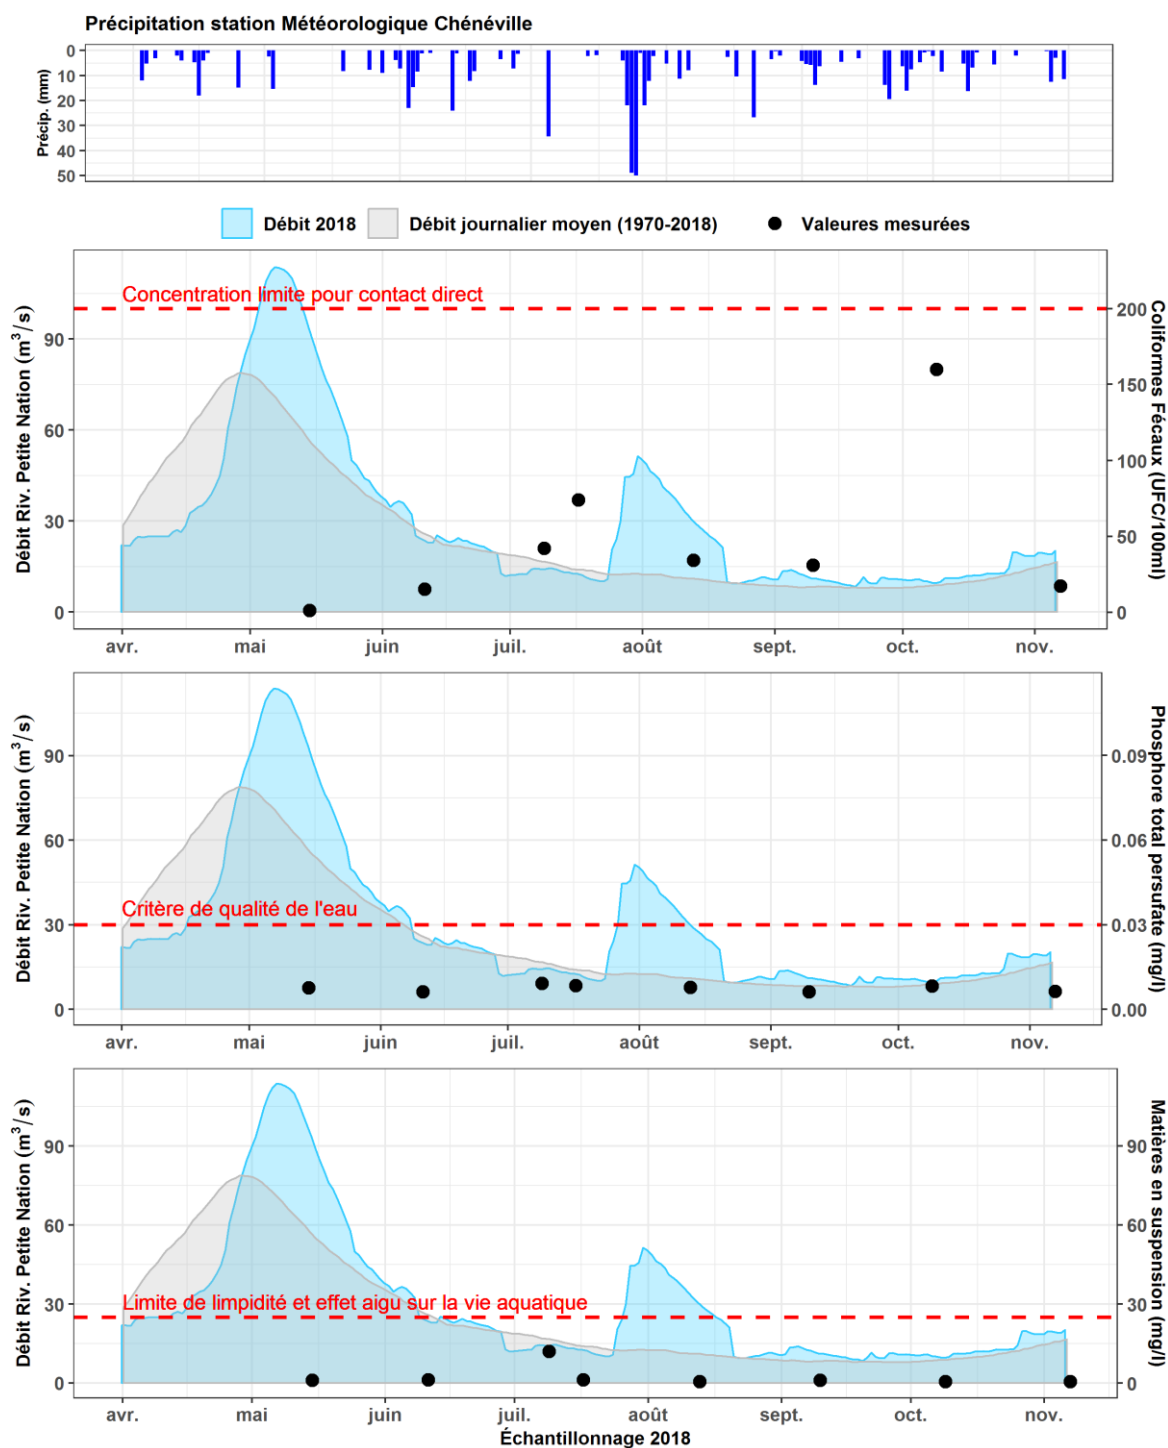 Précipitation station Météorologique Chénéville
Précip. (mm)
0
10
20
30
40
50
Débit 2018 Débit journalier moyen (1970-2018) Valeures mesurées
Débit Riv. Petite Nation (m³/s)
90
60
30
0
Concentration limite pour contact direct
200
150
100
50
0
Coliformes Fécaux (UFC/100ml)
avr. mai juin juil. août sept. oct. nov.
Débit Riv. Petite Nation (m³/s)
90
60
30
0
Critère de qualité de l'eau
0.09
0.06
0.03
0.00
Phosphore total persufate (mg/l)
avr. mai juin juil. août sept. oct. nov.
Débit Riv. Petite Nation (m³/s)
90
60
30
0
Limite de limpidité et effet aigu sur la vie aquatique
90
60
30
0
Matières en suspension (mg/l)
avr. mai juin juil. août sept. oct. nov.
Échantillonnage 2018